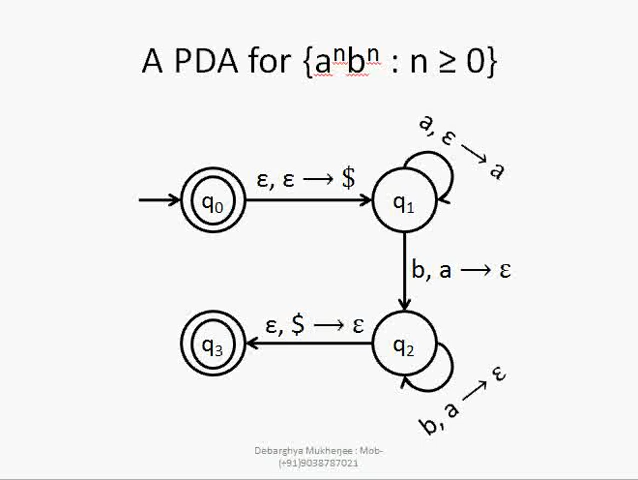 A PDA for {aⁿbⁿ : n ≥ 0}
a, ε → a
ε, ε → $
q₀
q₁
b, a → ε
ε, $ → ε
q₃
q₂
b, a → ε
Debarghya Mukherjee : Mob-
(+91)9038787021